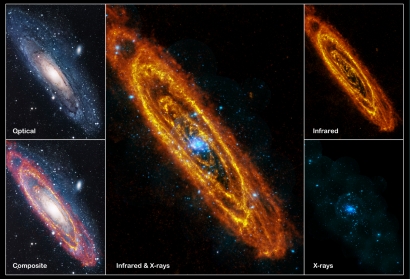 Optical
Composite
Infrared & X-rays
Infrared
X-rays